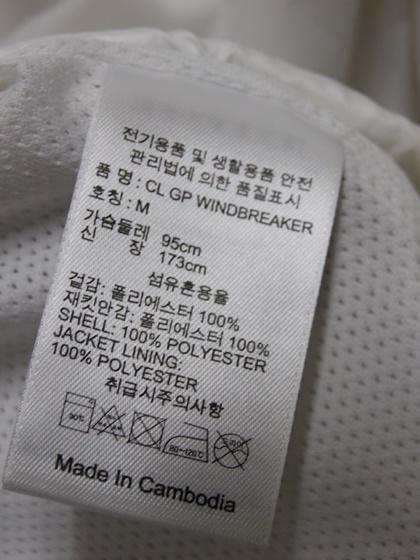 전기용품 및 생활용품 안전
관리법에 의한 품질표시
품 명 : CL GP WINDBREAKER
호칭 : M
가슴둘레 95cm
신 장 173cm
섬유혼용율
겉감: 폴리에스터 100%
재킷안감: 폴리에스터 100%
SHELL: 100% POLYESTER
JACKET LINING:
100% POLYESTER
취급시주의사항
80~120℃
Made In Cambodia